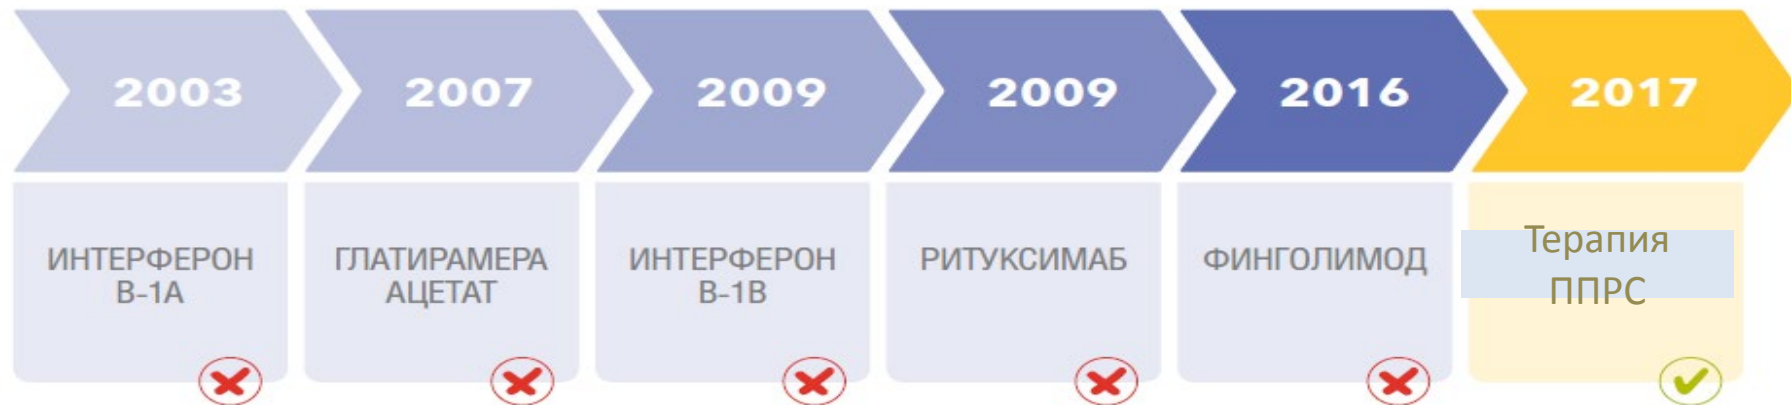 2003
2007
2009
2009
2016
2017
ИНТЕРФЕРОН
В-1А
ГЛАТИРАМЕРА
АЦЕТАТ
ИНТЕРФЕРОН
В-1В
РИТУКСИМАБ
ФИНГОЛИМОД
Терапия
ППРС